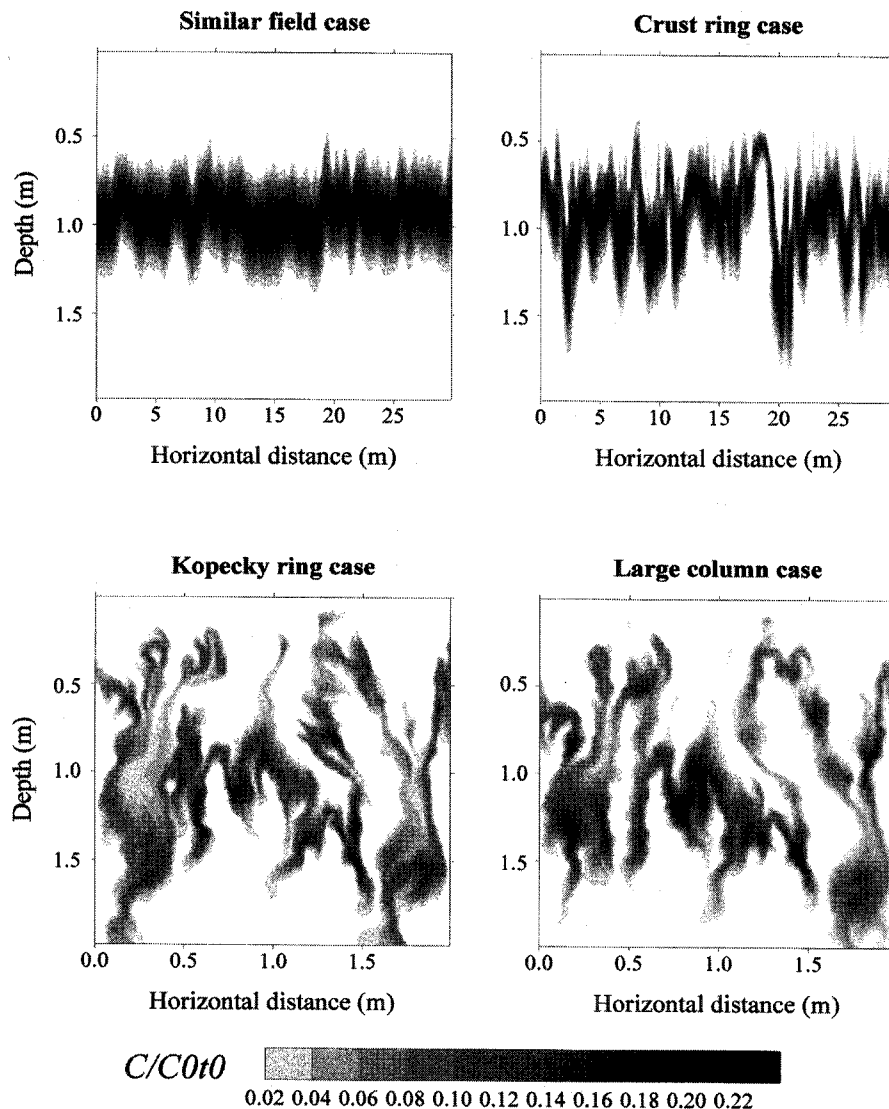 Similar field case
Crust ring case
Depth (m)
0.5
1.0
1.5
0 5 10 15 20 25
Horizontal distance (m)
0.5
1.0
1.5
0 5 10 15 20 25
Horizontal distance (m)
Kopecky ring case
Large column case
Depth (m)
0.5
1.0
1.5
0.0 0.5 1.0 1.5
Horizontal distance (m)
0.5
1.0
1.5
0.0 0.5 1.0 1.5
Horizontal distance (m)
C/C0t0
0.02 0.04 0.06 0.08 0.10 0.12 0.14 0.16 0.18 0.20 0.22